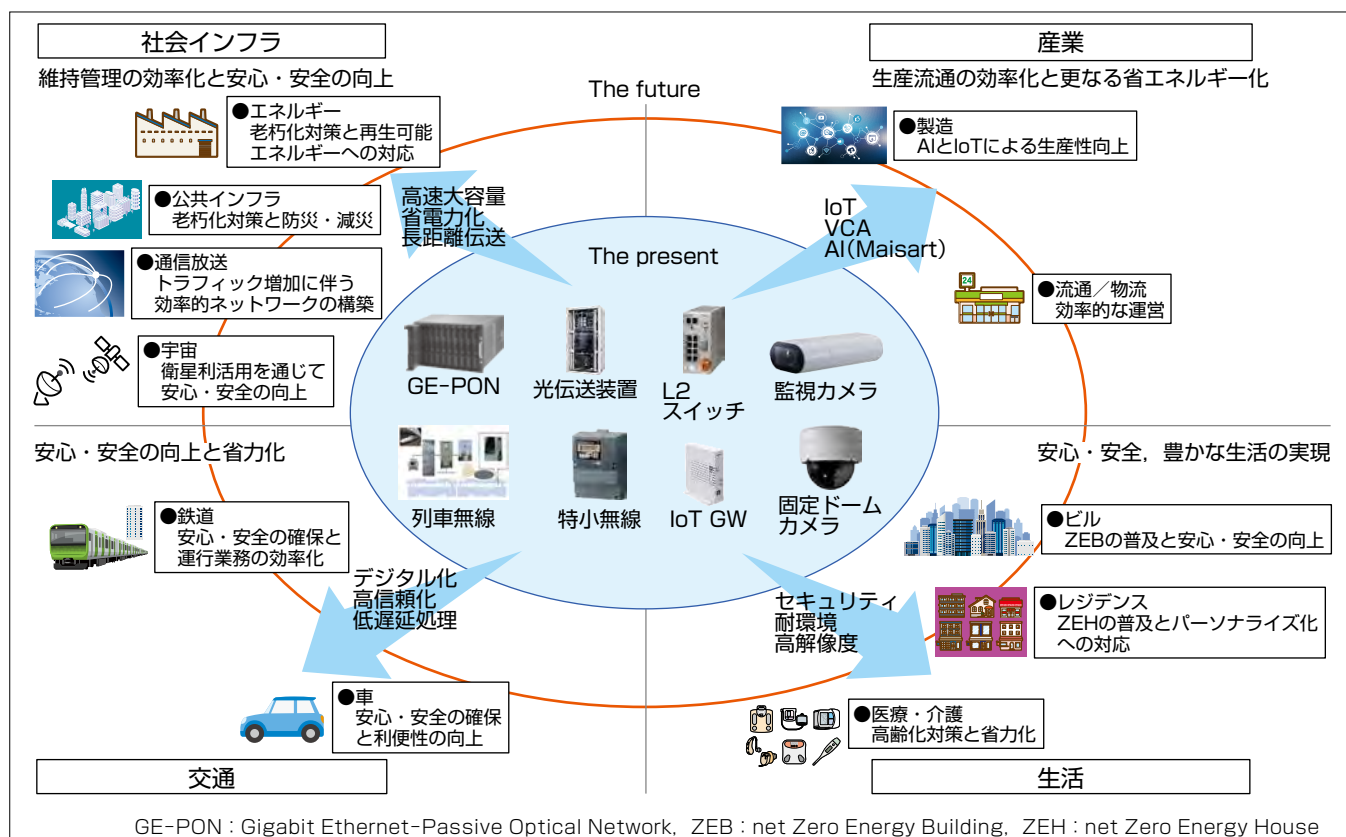 社会インフラ
維持管理の効率化と安心・安全の向上
●エネルギー
老朽化対策と再生可能
エネルギーへの対応
●公共インフラ
老朽化対策と防災・減災
●通信放送
トラフィック増加に伴う
効率的ネットワークの構築
●宇宙
衛星利活用を通じて
安心・安全の向上
高速大容量
省電力化
長距離伝送
The future
The present
産業
生産流通の効率化と更なる省エネルギー化
●製造
AIとIoTによる生産性向上
IoT
VCA
AI(Maisart)
24
●流通／物流
効率的な運営
GE-PON
光伝送装置
L2
スイッチ
監視カメラ
列車無線
特小無線
IoT GW
固定ドーム
カメラ
安心・安全の向上と省力化
●鉄道
安心・安全の確保と
運行業務の効率化
デジタル化
高信頼化
低遅延処理
●車
安心・安全の確保
と利便性の向上
交通
安心・安全，豊かな生活の実現
●ビル
ZEBの普及と安心・安全の向上
●レジデンス
ZEHの普及とパーソナライズ化
への対応
セキュリティ
耐環境
高解像度
●医療・介護
高齢化対策と省力化
生活
GE-PON：Gigabit Ethernet-Passive Optical Network，ZEB：net Zero Energy Building，ZEH：net Zero Energy House